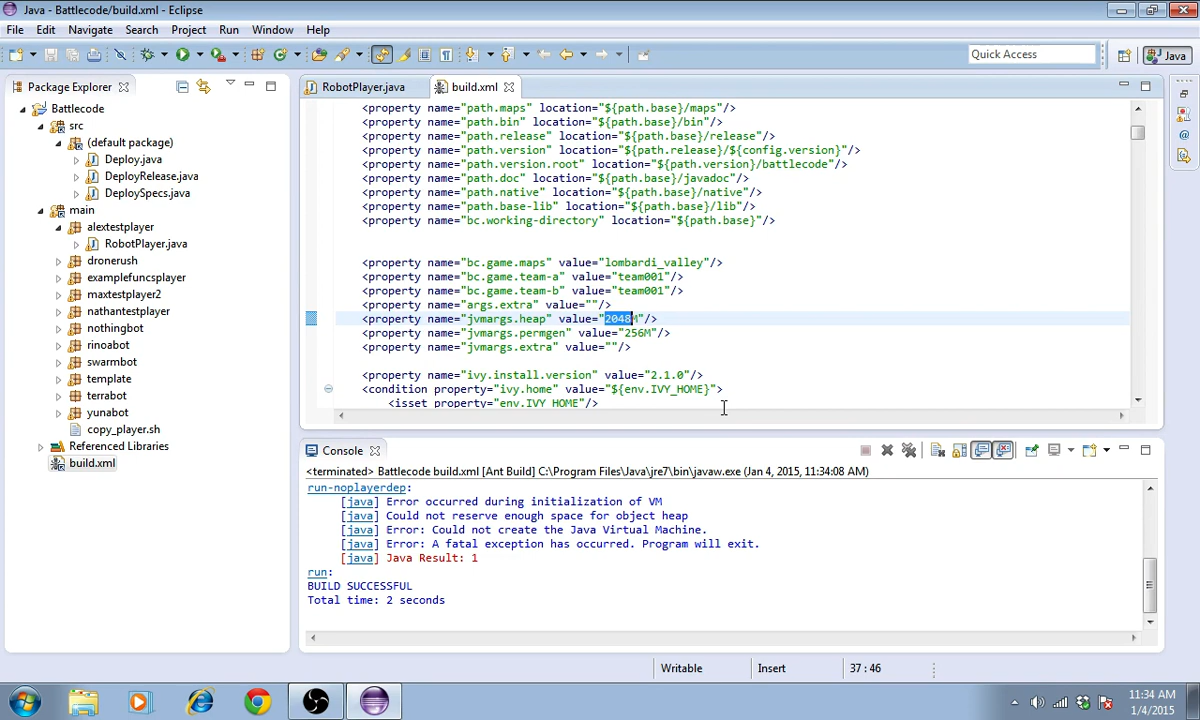 Java - Battlecode/build.xml - Eclipse
File Edit Navigate Search Project Run Window Help
Quick Access
Java
Package Explorer
Battlecode
src
(default package)
Deploy.java
DeployRelease.java
DeploySpecs.java
main
alextestplayer
RobotPlayer.java
dronerush
examplefuncsplayer
maxtestplayer2
nathantestplayer
nothingbot
rinoabot
swarmbot
template
terrabot
yunabot
copy_player.sh
Referenced Libraries
build.xml
RobotPlayer.java
build.xml
<property name="path.maps" location="${path.base}/maps"/>
<property name="path.bin" location="${path.base}/bin"/>
<property name="path.release" location="${path.base}/release"/>
<property name="path.version" location="${path.release}/${config.version}"/>
<property name="path.version.root" location="${path.version}/battlecode"/>
<property name="path.doc" location="${path.base}/javadoc"/>
<property name="path.native" location="${path.base}/native"/>
<property name="path.base-lib" location="${path.base}/lib"/>
<property name="bc.working-directory" location="${path.base}"/>
<property name="bc.game.maps" value="lombardi_valley"/>
<property name="bc.game.team-a" value="team001"/>
<property name="bc.game.team-b" value="team001"/>
<property name="args.extra" value=""/>
<property name="jvmargs.heap" value="2048M"/>
<property name="jvmargs.permgen" value="256M"/>
<property name="jvmargs.extra" value=""/>
<property name="ivy.install.version" value="2.1.0"/>
<condition property="ivy.home" value="${env.IVY_HOME}">
<isset property="env.IVY_HOME"/>
Console
<terminated> Battlecode build.xml [Ant Build] C:\Program Files\Java\jre7\bin\javaw.exe (Jan 4, 2015, 11:34:08 AM)
run-noplayerdep:
[java] Error occurred during initialization of VM
[java] Could not reserve enough space for object heap
[java] Error: Could not create the Java Virtual Machine.
[java] Error: A fatal exception has occurred. Program will exit.
[java] Java Result: 1
run:
BUILD SUCCESSFUL
Total time: 2 seconds
Writable
Insert
37 : 46
11:34 AM
1/4/2015